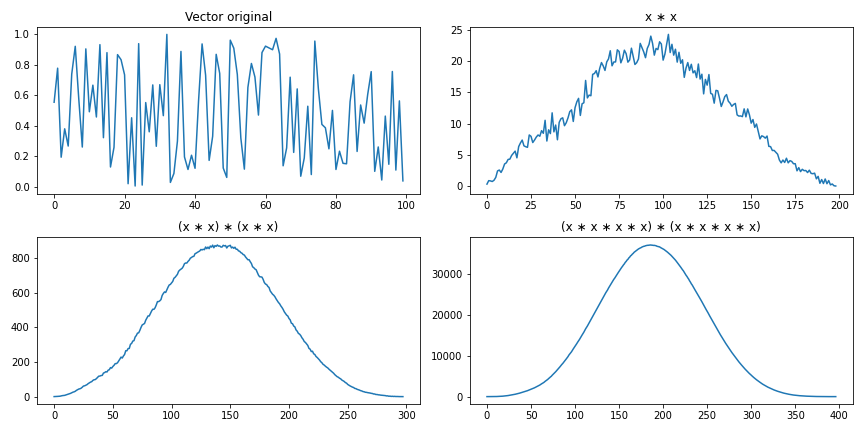 Vector original
1.0
0.8
0.6
0.4
0.2
0.0
0 20 40 60 80 100
x ∗ x
25
20
15
10
5
0
0 25 50 75 100 125 150 175 200
(x ∗ x) ∗ (x ∗ x)
800
600
400
200
0
0 50 100 150 200 250 300
(x ∗ x ∗ x ∗ x) ∗ (x ∗ x ∗ x ∗ x)
30000
20000
10000
0
0 50 100 150 200 250 300 350 400